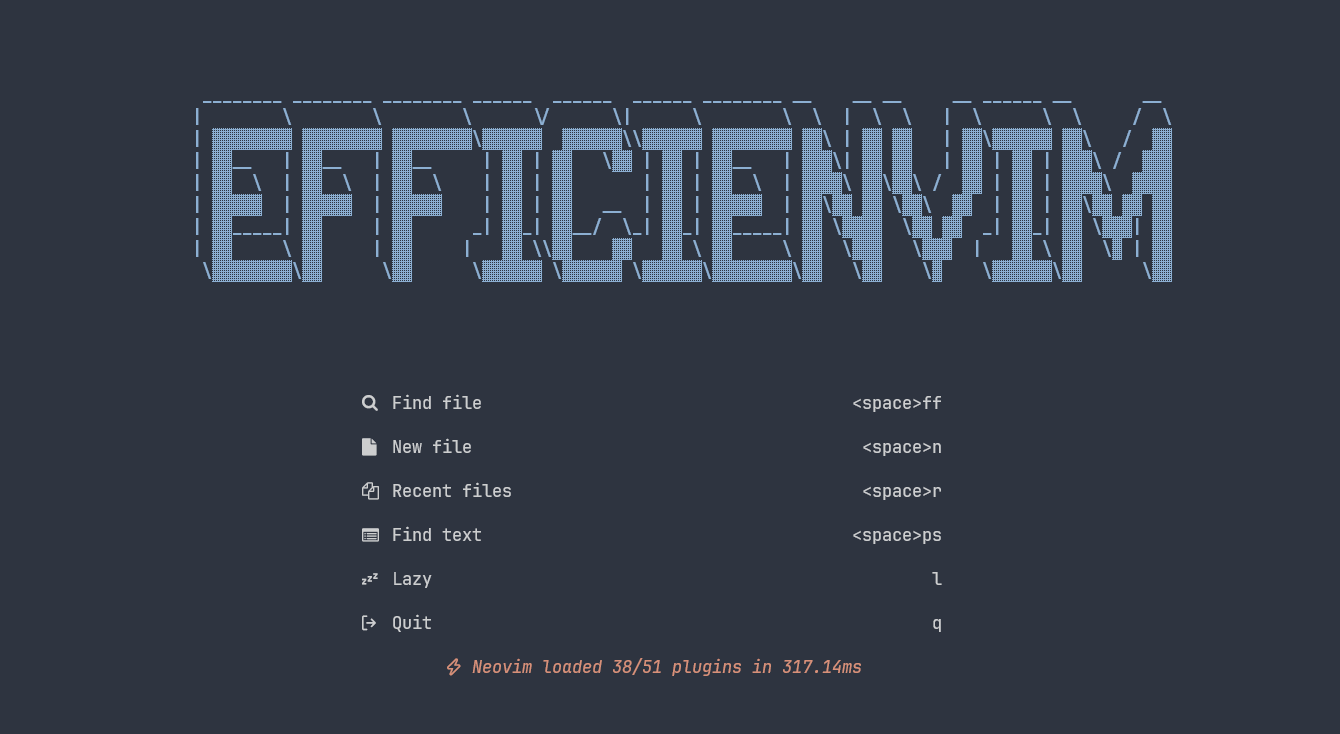 EFFICIENVIM
Find file <space>ff
New file <space>n
Recent files <space>r
Find text <space>ps
Lazy l
Quit q
Neovim loaded 38/51 plugins in 317.14ms